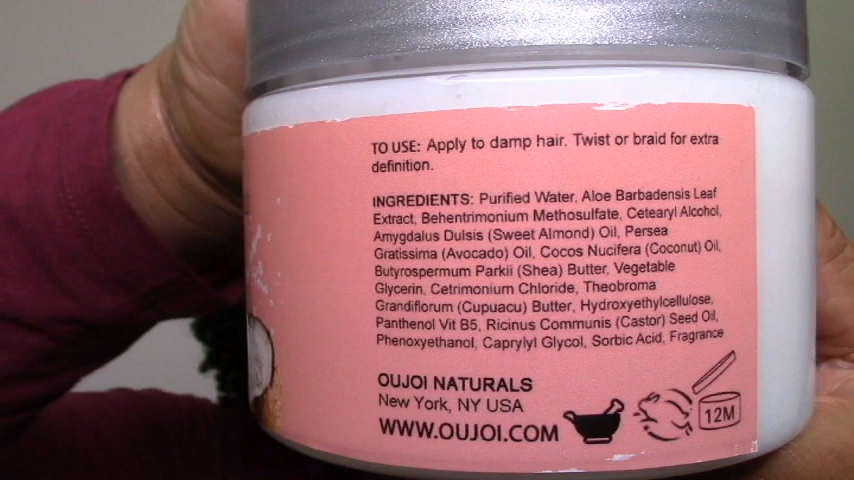 TO USE: Apply to damp hair. Twist or braid for extra
definition.
INGREDIENTS: Purified Water, Aloe Barbadensis Leaf
Extract, Behentrimonium Methosulfate, Cetearyl Alcohol,
Amygdalus Dulsis (Sweet Almond) Oil, Persea
Gratissima (Avocado) Oil, Cocos Nucifera (Coconut) Oil,
Butyrospermum Parkii (Shea) Butter, Vegetable
Glycerin, Cetrimonium Chloride, Theobroma
Grandiflorum (Cupuacu) Butter, Hydroxyethylcellulose,
Panthenol Vit B5, Ricinus Communis (Castor) Seed Oil,
Phenoxyethanol, Caprylyl Glycol, Sorbic Acid, Fragrance
OUJOI NATURALS
New York, NY USA
WWW.OUJOI.COM
12M